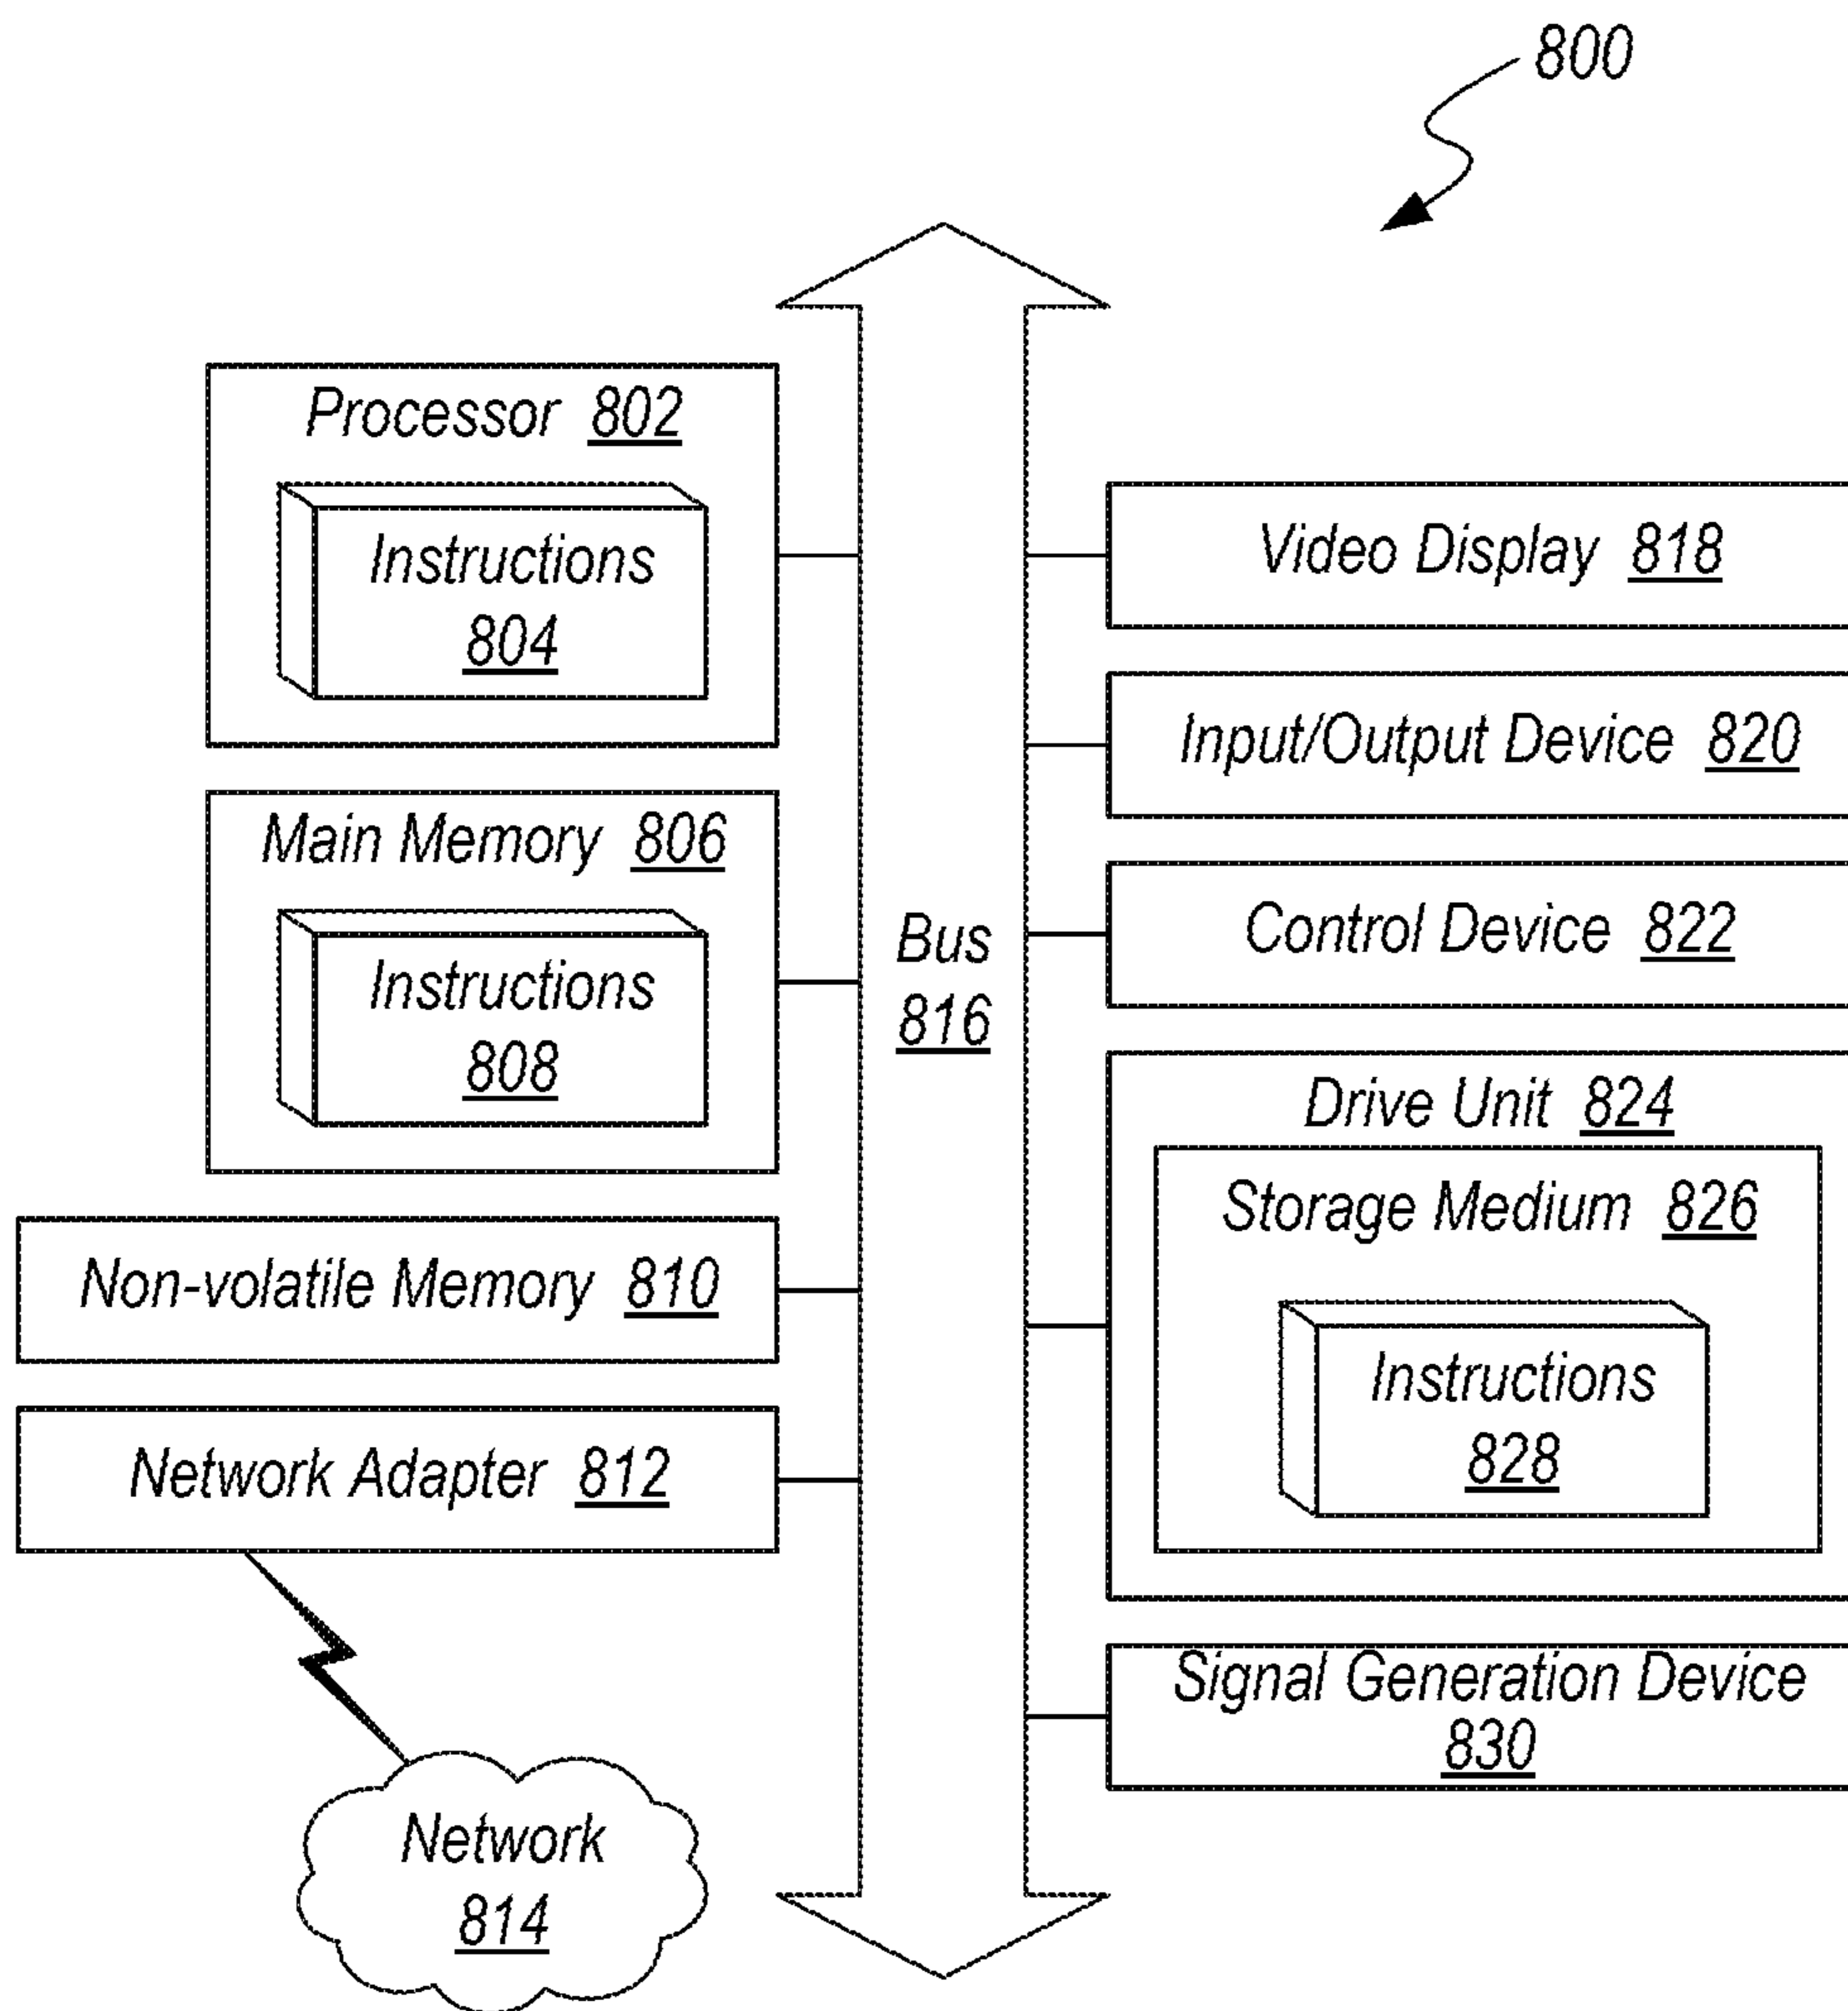 800
Processor 802
Instructions
804
Main Memory 806
Instructions
808
Non-volatile Memory 810
Network Adapter 812
Network
814
Bus
816
Video Display 818
Input/Output Device 820
Control Device 822
Drive Unit 824
Storage Medium 826
Instructions
828
Signal Generation Device
830